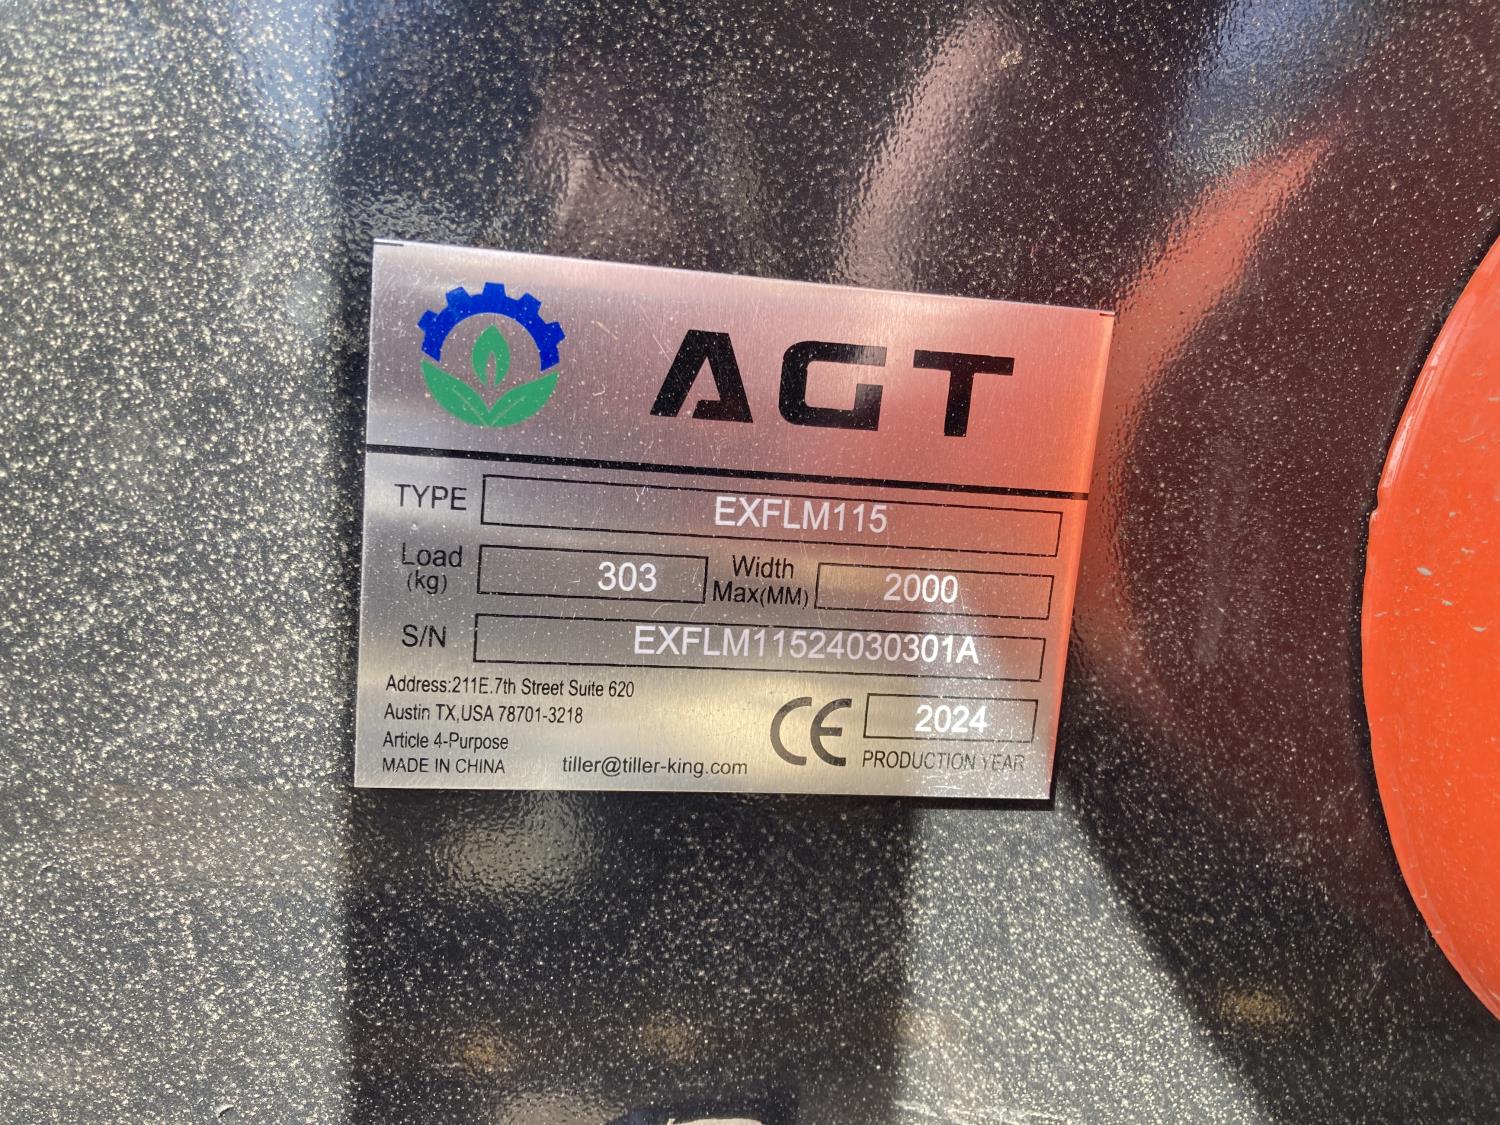 AGT
TYPE EXFLM115
Load (kg) 303 Width Max(MM) 2000
S/N EXFLM11524030301A
Address:211E.7th Street Suite 620
Austin TX,USA 78701-3218
Article 4-Purpose
MADE IN CHINA tiller@tiller-king.com
CE 2024
PRODUCTION YEAR